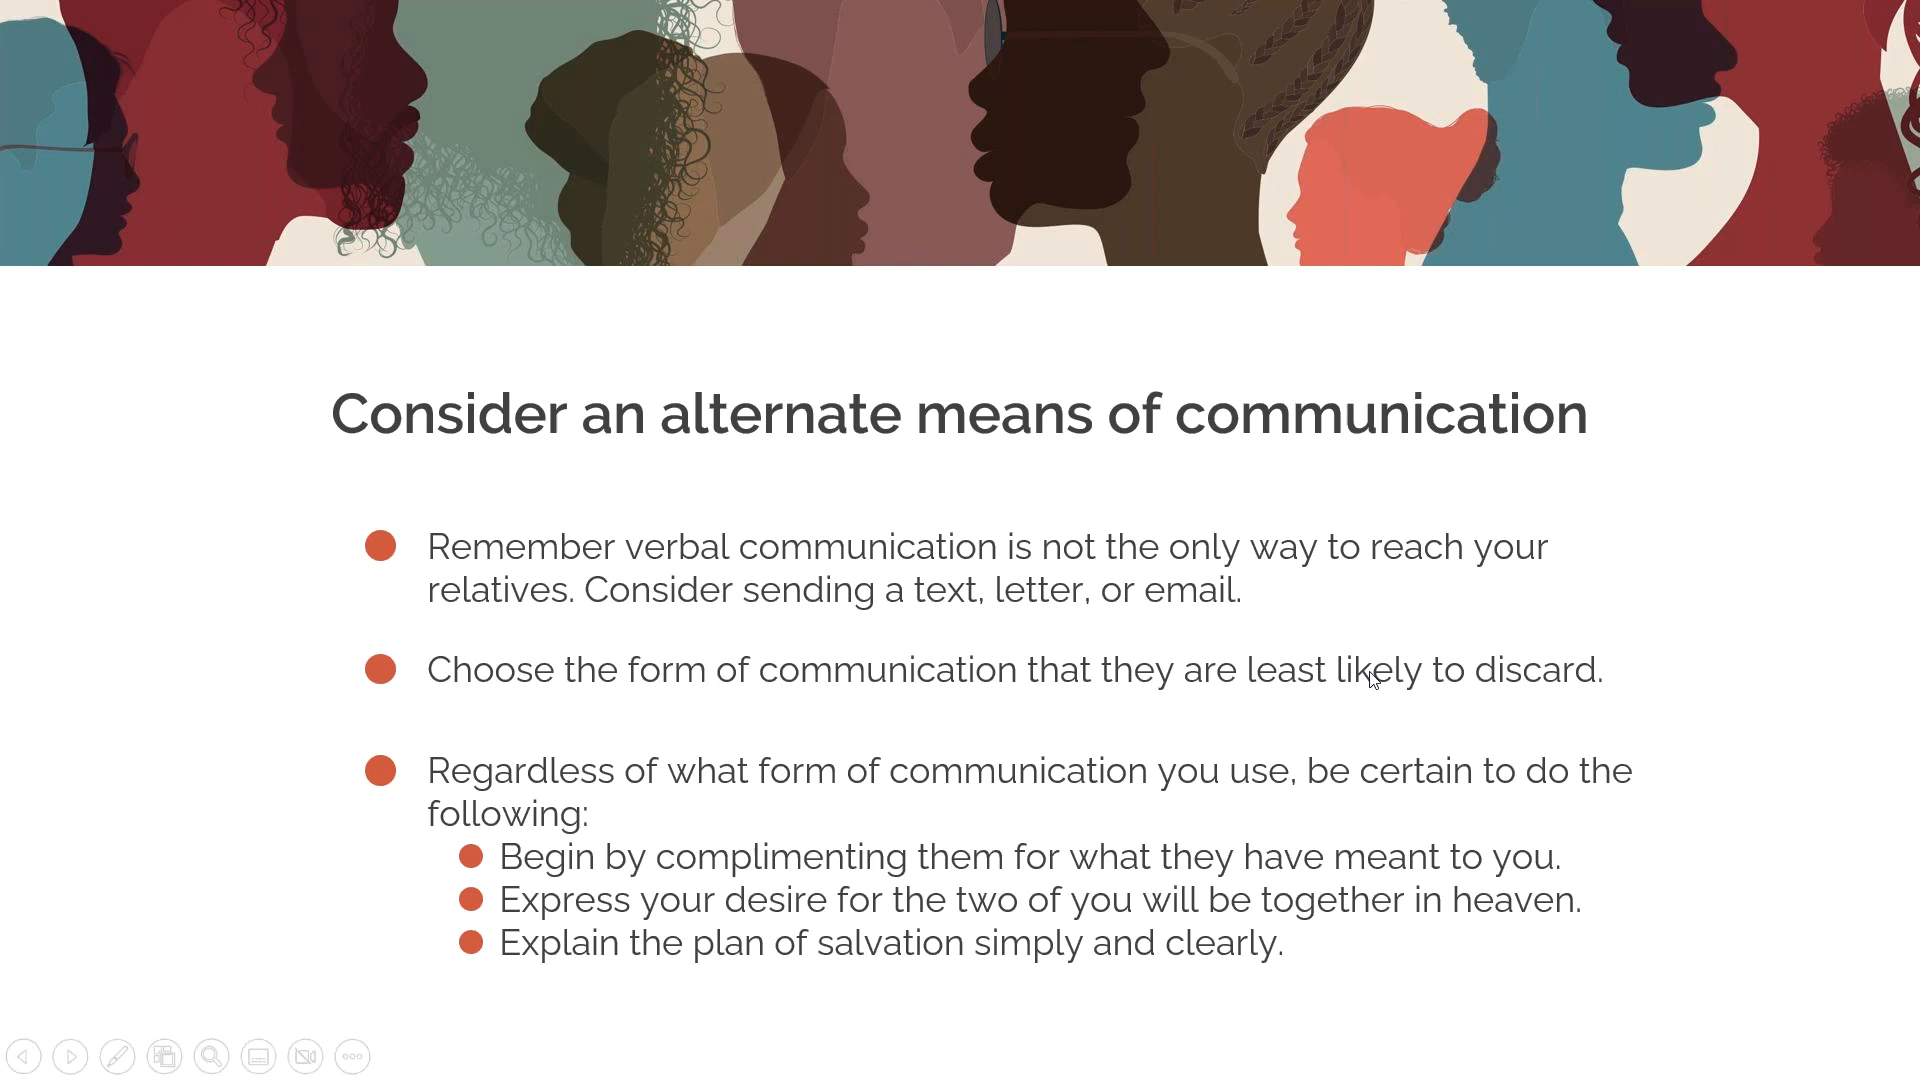 Consider an alternate means of communication
Remember verbal communication is not the only way to reach your
relatives. Consider sending a text, letter, or email.
Choose the form of communication that they are least likely to discard.
Regardless of what form of communication you use, be certain to do the
following:
Begin by complimenting them for what they have meant to you.
Express your desire for the two of you will be together in heaven.
Explain the plan of salvation simply and clearly.